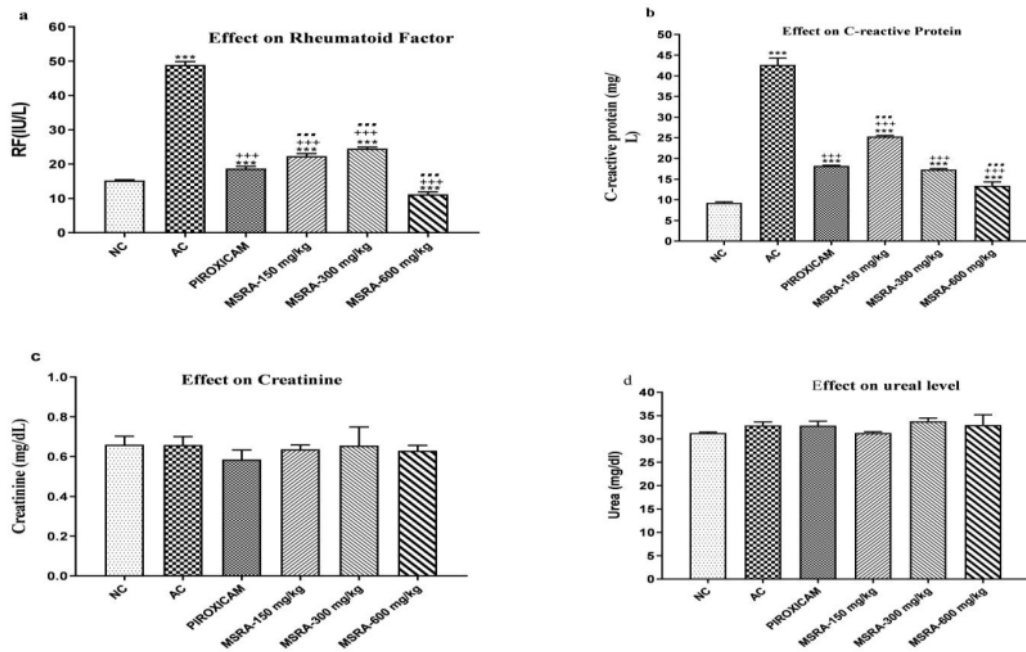 a
Effect on Rheumatoid Factor
RF(IU/L)
60
50
40
30
20
10
0
***
+++
***
+++
***
+++
***
+++
***
NC
AC
PIROXICAM
MSRA-150 mg/kg
MSRA-300 mg/kg
MSRA-600 mg/kg
b
Effect on C-reactive Protein
C-reactive protein (mg/
L)
50
45
40
35
30
25
20
15
10
5
0
***
+++
***
+++
***
+++
***
+++
***
NC
AC
PIROXICAM
MSRA-150 mg/kg
MSRA-300 mg/kg
MSRA-600 mg/kg
c
Effect on Creatinine
Creatinine (mg/dL)
1.0
0.8
0.6
0.4
0.2
0.0
NC
AC
PIROXICAM
MSRA-150 mg/kg
MSRA-300 mg/kg
MSRA-600 mg/kg
d
Effect on ureal level
Urea (mg/dl)
50
45
40
35
30
25
20
15
10
5
0
NC
AC
PIROXICAM
MSRA-150 mg/kg
MSRA-300 mg/kg
MSRA-600 mg/kg